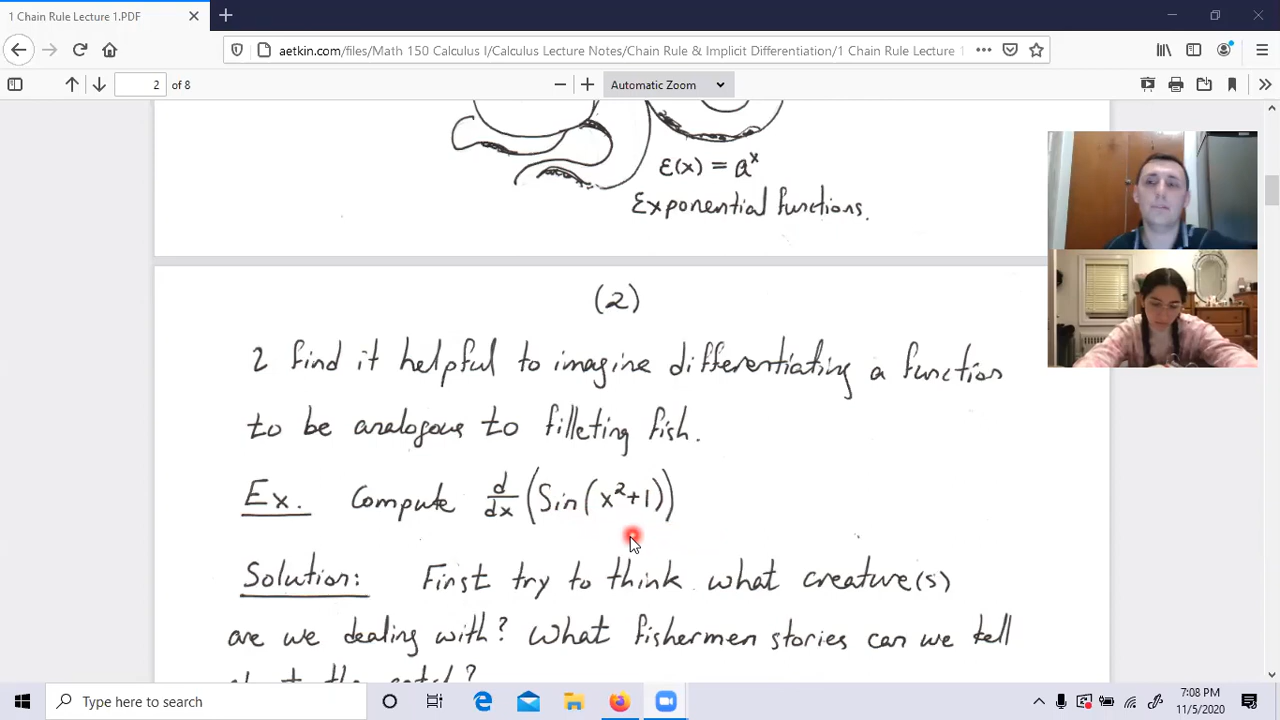 1 Chain Rule Lecture 1.PDF
aetkin.com/files/Math 150 Calculus I/Calculus Lecture Notes/Chain Rule & Implicit Differentiation/1 Chain Rule Lecture 1
2 of 8
Automatic Zoom
ε(x) = a^x
Exponential functions.
(2)
I find it helpful to imagine differentiating a function
to be analogous to filleting fish.
Ex. Compute d/dx (Sin(x²+1))
Solution: First try to think what creature(s)
are we dealing with? What fishermen stories can we tell
Type here to search
7:08 PM
11/5/2020